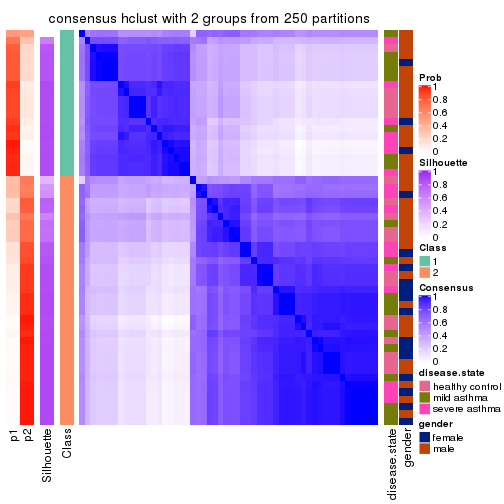 consensus hclust with 2 groups from 250 partitions
p1
p2
Silhouette
Class
disease.state
gender
Prob
1
0.8
0.6
0.4
0.2
0
Silhouette
1
0.8
0.6
0.4
0.2
0
Class
1
2
Consensus
1
0.8
0.6
0.4
0.2
0
disease.state
healthy control
mild asthma
severe asthma
gender
female
male